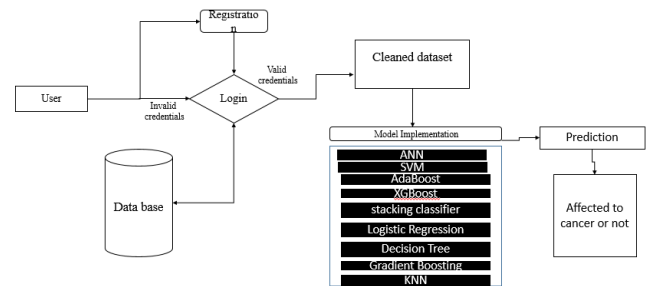 Registratio
n
Cleaned dataset
Valid
credentials
User
Login
Invalid
credentials
Model Implementation
Prediction
ANN
SVM
AdaBoost
XGBoost
stacking classifier
Logistic Regression
Decision Tree
Gradient Boosting
KNN
Data base
Affected to
cancer or not